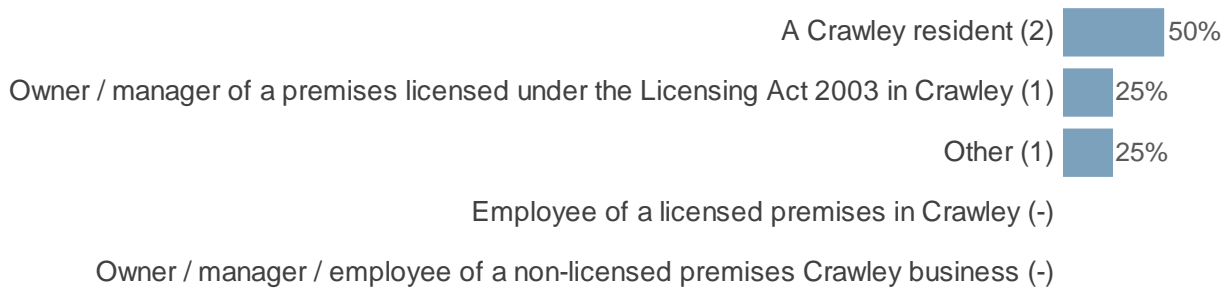 A Crawley resident (2) 50%
Owner / manager of a premises licensed under the Licensing Act 2003 in Crawley (1) 25%
Other (1) 25%
Employee of a licensed premises in Crawley (-)
Owner / manager / employee of a non-licensed premises Crawley business (-)